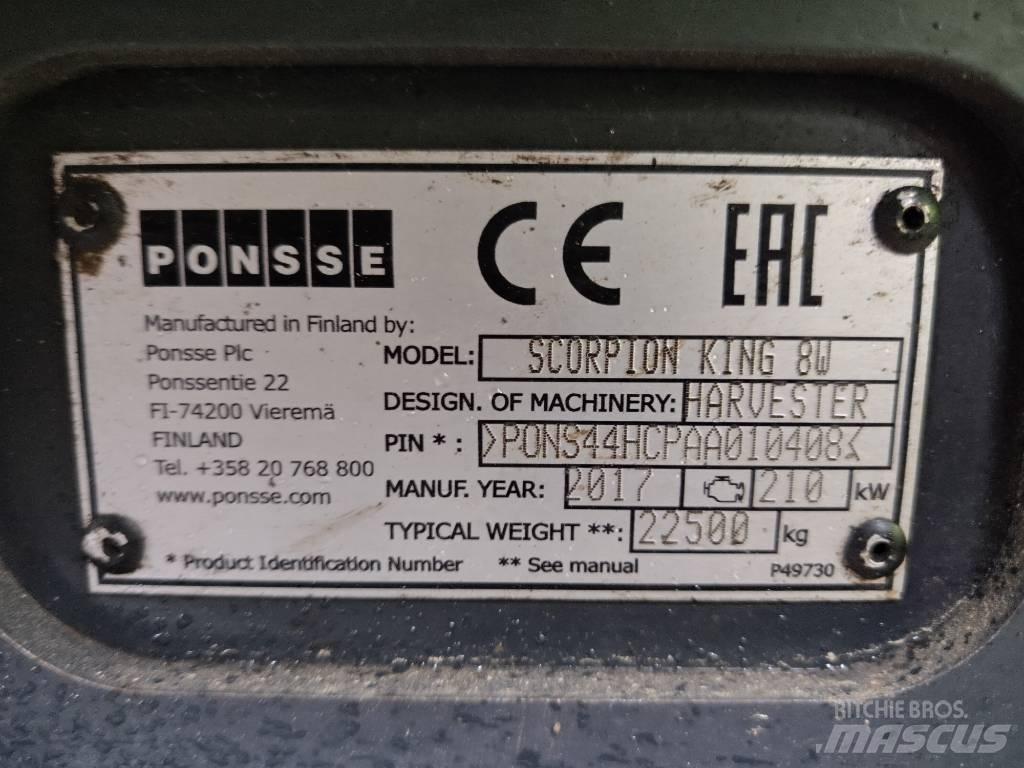 PONSSE
CE
EAC
Manufactured in Finland by:
Ponsse Plc
Ponssentie 22
FI-74200 Vieremä
FINLAND
Tel. +358 20 768 800
www.ponsse.com
MODEL: SCORPION KING 8W
DESIGN. OF MACHINERY: HARVESTER
PIN * : >PONS44HCPAA010408<
MANUF. YEAR: 2017 210 kW
TYPICAL WEIGHT **: 22500 kg
* Product Identification Number ** See manual P49730
RITCHIE BROS.
MASCUS